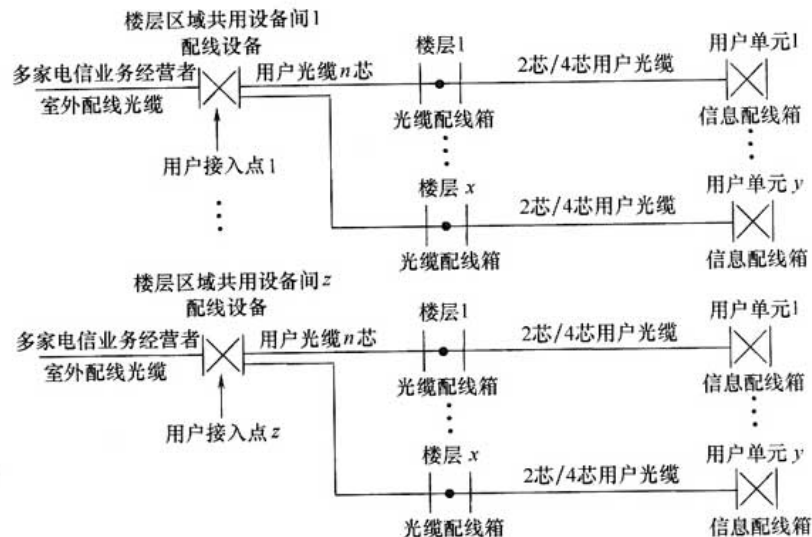 楼层区域共用设备间1
配线设备
多家电信业务经营者
室外配线光缆
用户光缆n芯
楼层1
光缆配线箱
2芯/4芯用户光缆
用户单元1
信息配线箱
用户接入点1
楼层x
光缆配线箱
2芯/4芯用户光缆
用户单元y
信息配线箱
楼层区域共用设备间z
配线设备
多家电信业务经营者
室外配线光缆
用户光缆n芯
楼层1
光缆配线箱
2芯/4芯用户光缆
用户单元1
信息配线箱
用户接入点z
楼层x
光缆配线箱
2芯/4芯用户光缆
用户单元y
信息配线箱